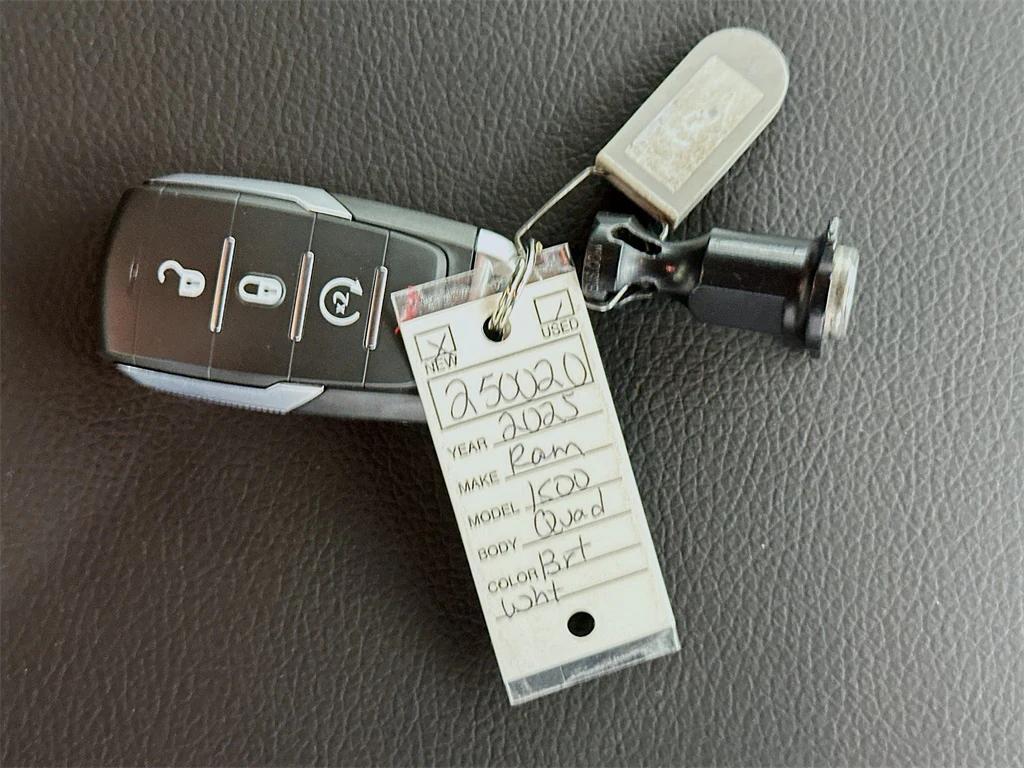 NEW
USED
250020
YEAR 2025
MAKE Ram
MODEL 1500
BODY Quad
COLOR Brt
Wht